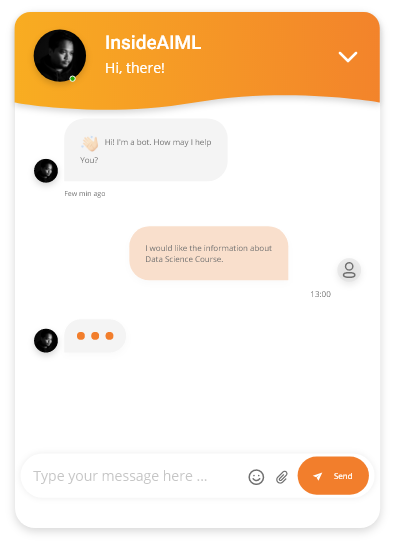 InsideAIML
Hi, there!
👋🏻 Hi! I'm a bot. How may I help
You?
Few min ago
I would like the information about
Data Science Course.
13:00
Type your message here ...
Send